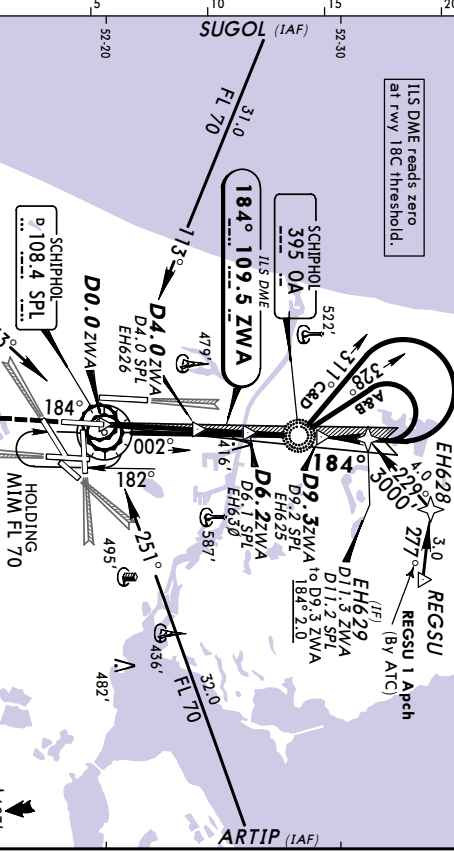 5
52-20
10
15
52-30
20
SUGOL (IAF)
ILS DME reads zero
at rwy 18C threshold.
31.0
FL 70
113°
ILS DME
184° 109.5 ZWA
SCHIPHOL
395 OA
SCHIPHOL
D 108.4 SPL
D0.0 ZWA
D4.0 ZWA
D4.0 SPL
EH626
479'
522'
311° C&D
328° A&B
184°
002°
416'
184°
182°
HOLDING
MIM FL 70
D6.2 ZWA
D6.1 SPL
EH630
D9.3 ZWA
D9.2 SPL
EH625
(IF)
EH629
D11.3 ZWA
D11.2 SPL
to D9.3 ZWA
184° 2.0
EH628
4.0
229°
3000'
3.0
277°
REGSU
REGSU 1 Apch
(By ATC)
587'
495'
251°
436'
482'
32.0
FL 70
ARTIP (IAF)